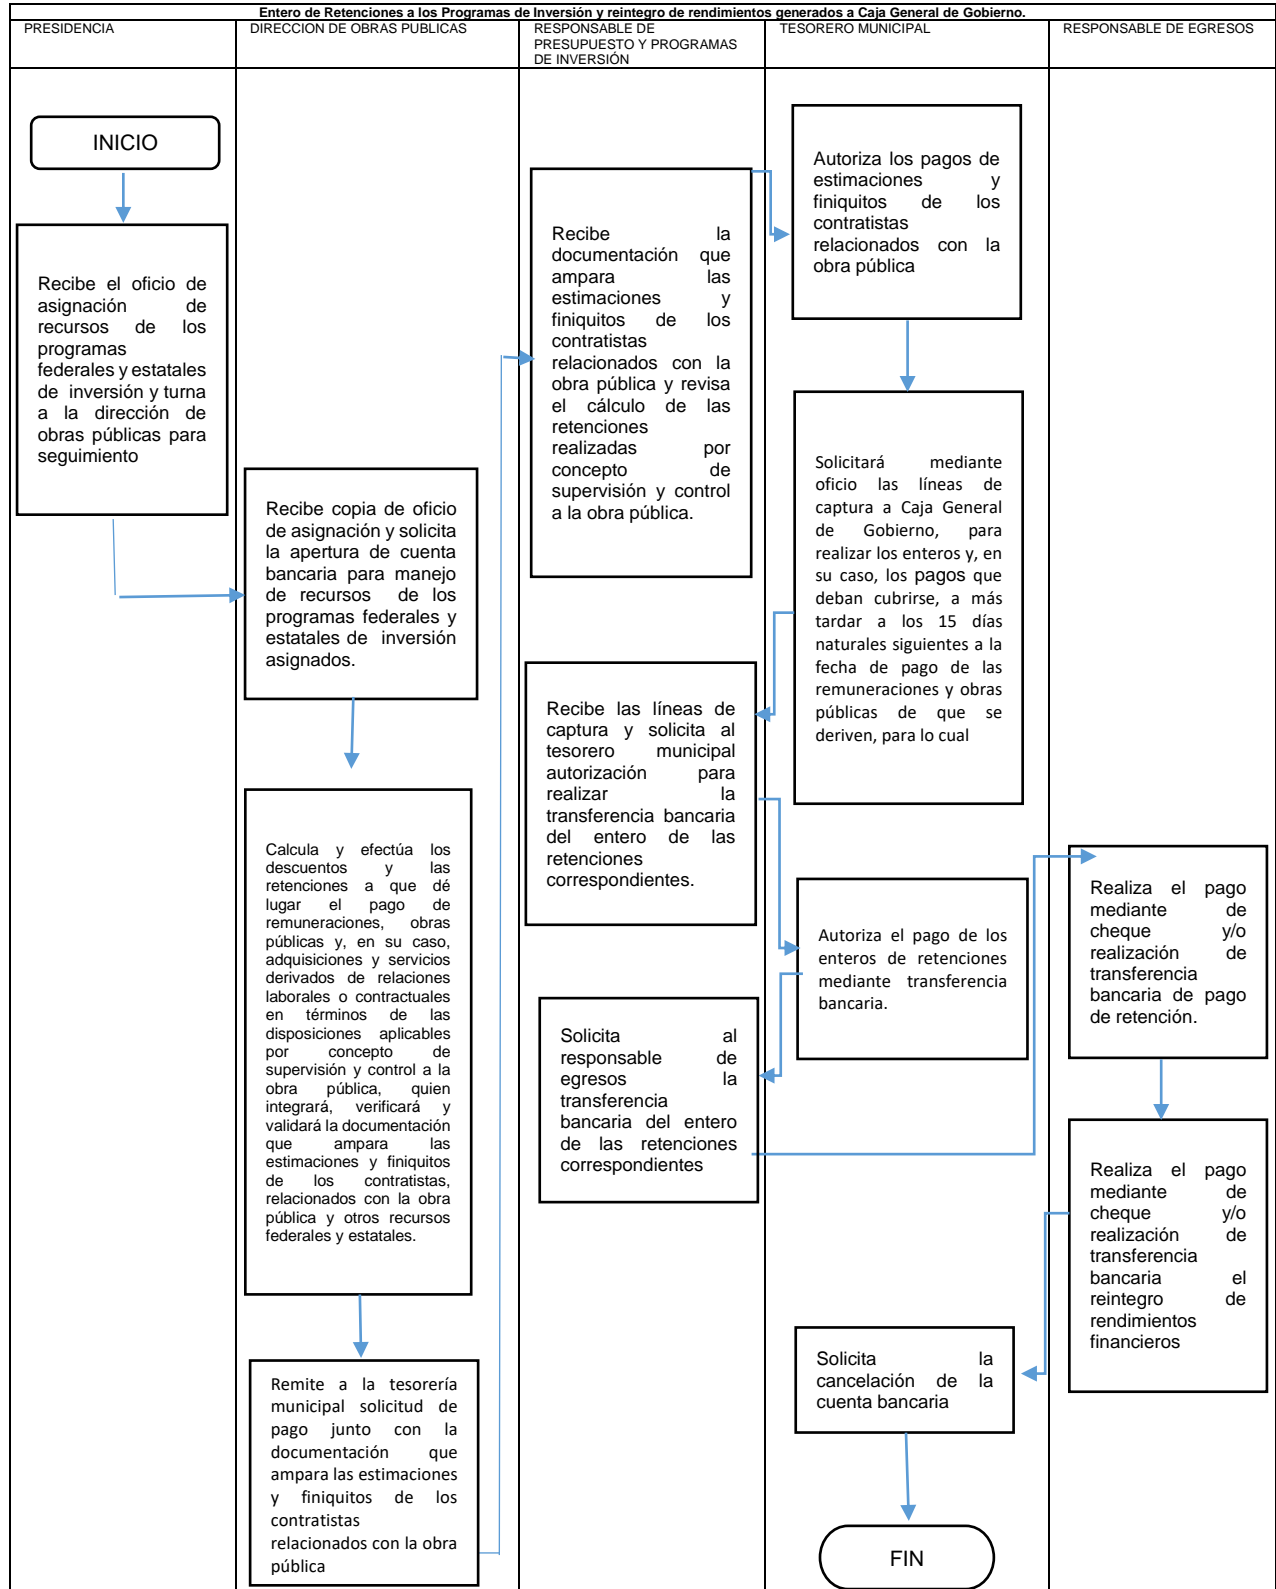 Entero de Retenciones a los Programas de Inversión y reintegro de rendimientos generados a Caja General de Gobierno.
PRESIDENCIA
DIRECCION DE OBRAS PUBLICAS
RESPONSABLE DE
PRESUPUESTO Y PROGRAMAS
DE INVERSIÓN
TESORERO MUNICIPAL
RESPONSABLE DE EGRESOS
INICIO
Recibe el oficio de
asignación de
recursos de los
programas
federales y estatales
de inversión y turna
a la dirección de
obras públicas para
seguimiento
Recibe copia de oficio
de asignación y solicita
la apertura de cuenta
bancaria para manejo
de recursos de los
programas federales y
estatales de inversión
asignados.
Calcula y efectúa los
descuentos y las
retenciones a que dé
lugar el pago de
remuneraciones, obras
públicas y, en su caso,
adquisiciones y servicios
derivados de relaciones
laborales o contractuales
en términos de las
disposiciones aplicables
por concepto de
supervisión y control a la
obra pública, quien
integrará, verificará y
validará la documentación
que ampara las
estimaciones y finiquitos
de los contratistas,
relacionados con la obra
pública y otros recursos
federales y estatales.
Remite a la tesorería
municipal solicitud de
pago junto con la
documentación que
ampara las estimaciones
y finiquitos de los
contratistas
relacionados con la obra
pública
Recibe la
documentación que
ampara las
estimaciones y
finiquitos de los
contratistas
relacionados con la
obra pública y revisa
el cálculo de las
retenciones
realizadas por
concepto de
supervisión y control
a la obra pública.
Autoriza los pagos de
estimaciones y
finiquitos de los
contratistas
relacionados con la
obra pública
Solicitará mediante
oficio las líneas de
captura a Caja General
de Gobierno, para
realizar los enteros y, en
su caso, los pagos que
deban cubrirse, a más
tardar a los 15 días
naturales siguientes a la
fecha de pago de las
remuneraciones y obras
públicas de que se
deriven, para lo cual
Recibe las líneas de
captura y solicita al
tesorero municipal
autorización para
realizar la
transferencia bancaria
del entero de las
retenciones
correspondientes.
Autoriza el pago de los
enteros de retenciones
mediante transferencia
bancaria.
Solicita al
responsable de
egresos la
transferencia
bancaria del entero
de las retenciones
correspondientes
Realiza el pago
mediante de
cheque y/o
realización de
transferencia
bancaria de pago
de retención.
Realiza el pago
mediante de
cheque y/o
realización de
transferencia
bancaria el
reintegro de
rendimientos
financieros
Solicita la
cancelación de la
cuenta bancaria
FIN